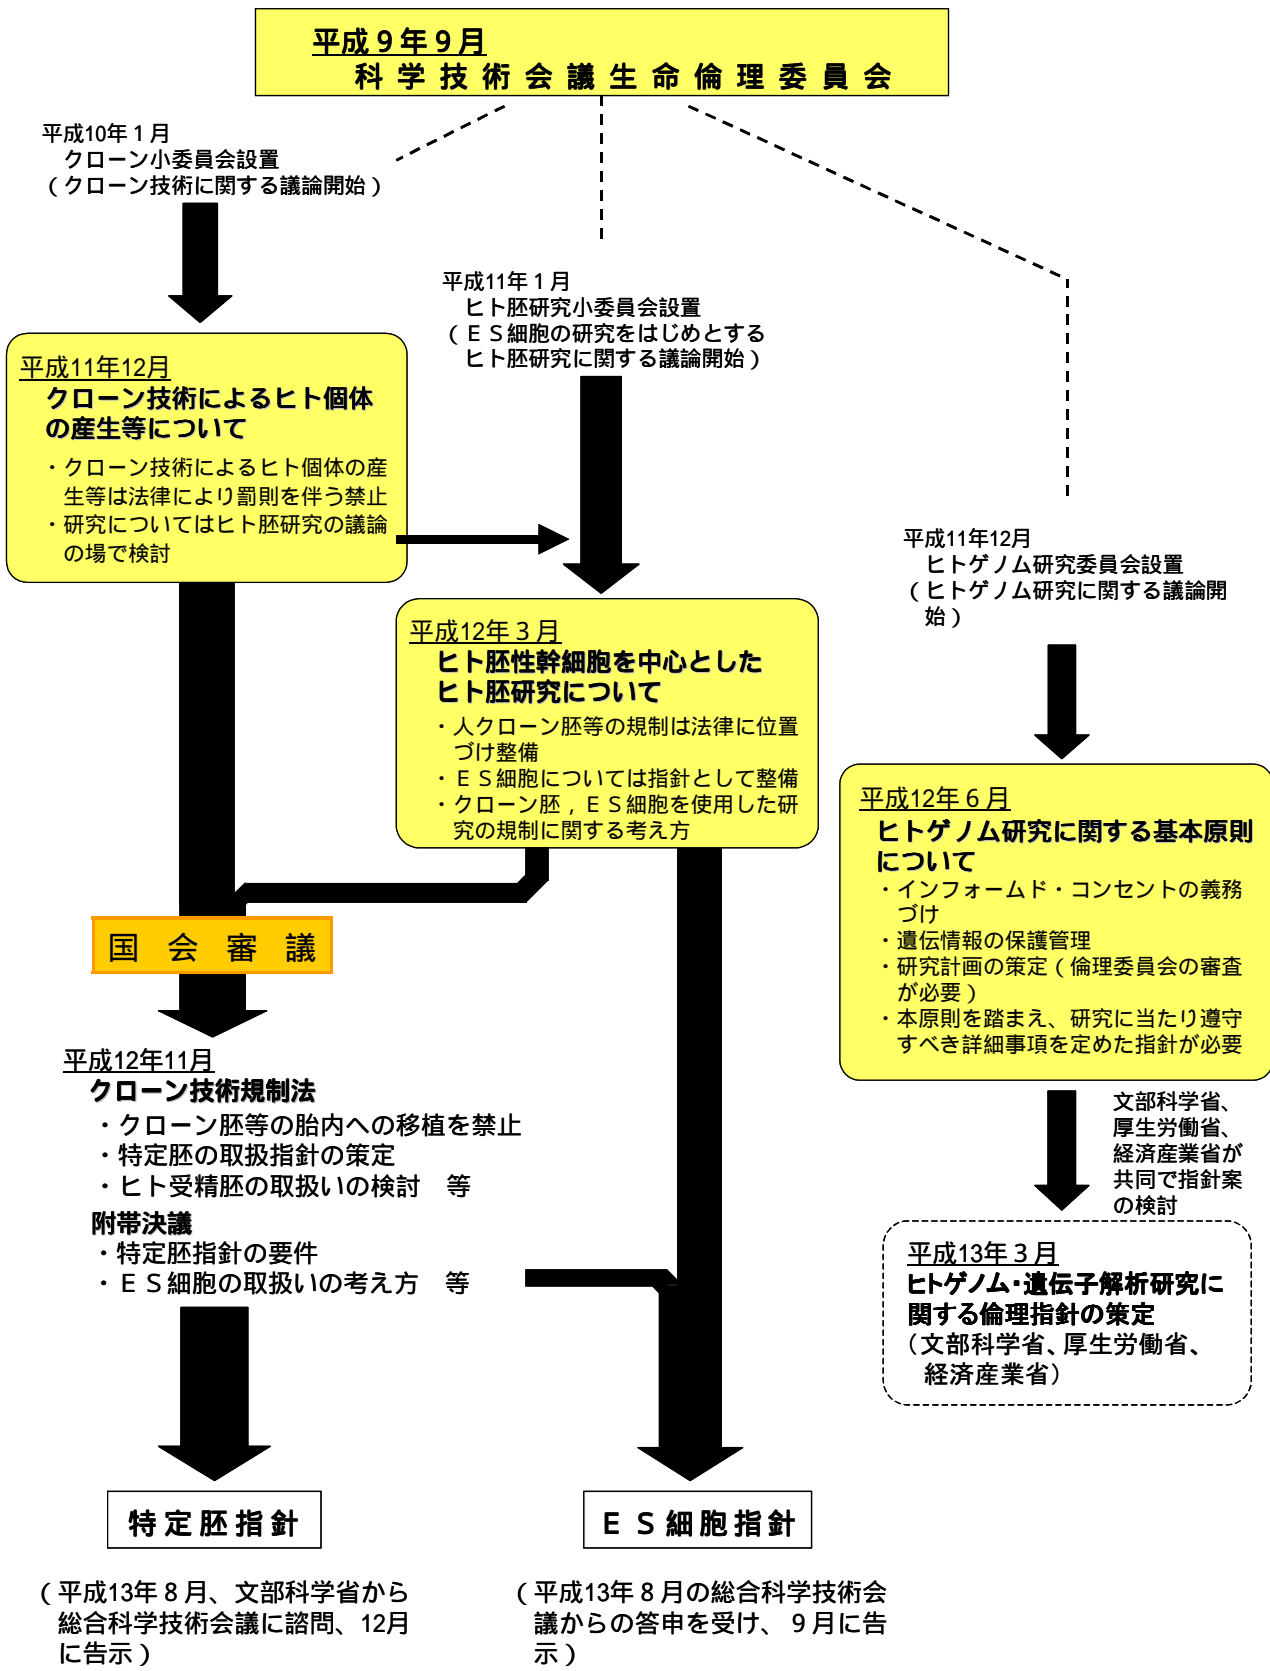 平成９年９月
科学技術会議生命倫理委員会
平成10年１月
クローン小委員会設置
（クローン技術に関する議論開始）
平成11年１月
ヒト胚研究小委員会設置
（ＥＳ細胞の研究をはじめとする
ヒト胚研究に関する議論開始）
平成11年12月
クローン技術によるヒト個体
の産生等について
・クローン技術によるヒト個体の産
生等は法律により罰則を伴う禁止
・研究についてはヒト胚研究の議論
の場で検討
平成11年12月
ヒトゲノム研究委員会設置
（ヒトゲノム研究に関する議論開
始）
平成12年３月
ヒト胚性幹細胞を中心とした
ヒト胚研究について
・人クローン胚等の規制は法律に位置
づけ整備
・ＥＳ細胞については指針として整備
・クローン胚，ＥＳ細胞を使用した研
究の規制に関する考え方
平成12年６月
ヒトゲノム研究に関する基本原則
について
・インフォームド・コンセントの義務
づけ
・遺伝情報の保護管理
・研究計画の策定（倫理委員会の審査
が必要）
・本原則を踏まえ、研究に当たり遵守
すべき詳細事項を定めた指針が必要
国会審議
平成12年11月
クローン技術規制法
・クローン胚等の胎内への移植を禁止
・特定胚の取扱指針の策定
・ヒト受精胚の取扱いの検討　等
附帯決議
・特定胚指針の要件
・ＥＳ細胞の取扱いの考え方　等
文部科学省、
厚生労働省、
経済産業省が
共同で指針案
の検討
平成13年３月
ヒトゲノム・遺伝子解析研究に
関する倫理指針の策定
（文部科学省、厚生労働省、
経済産業省）
特定胚指針
ＥＳ細胞指針
（平成13年８月、文部科学省から
総合科学技術会議に諮問、12月
に告示）
（平成13年８月の総合科学技術会
議からの答申を受け、９月に告
示）